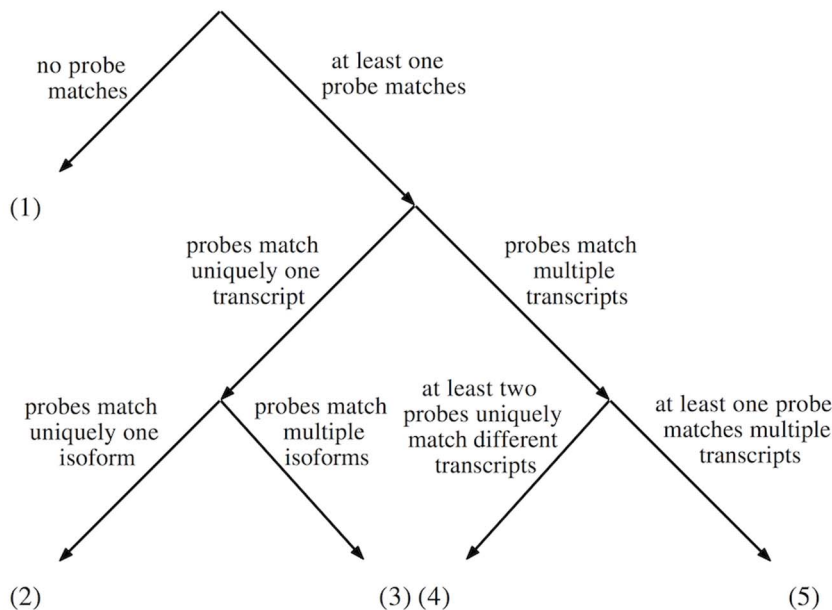 no probe
matches
at least one
probe matches
(1)
probes match
uniquely one
transcript
probes match
multiple
transcripts
probes match
uniquely one
isoform
probes match
multiple
isoforms
at least two
probes uniquely
match different
transcripts
at least one probe
matches multiple
transcripts
(2)
(3)
(4)
(5)